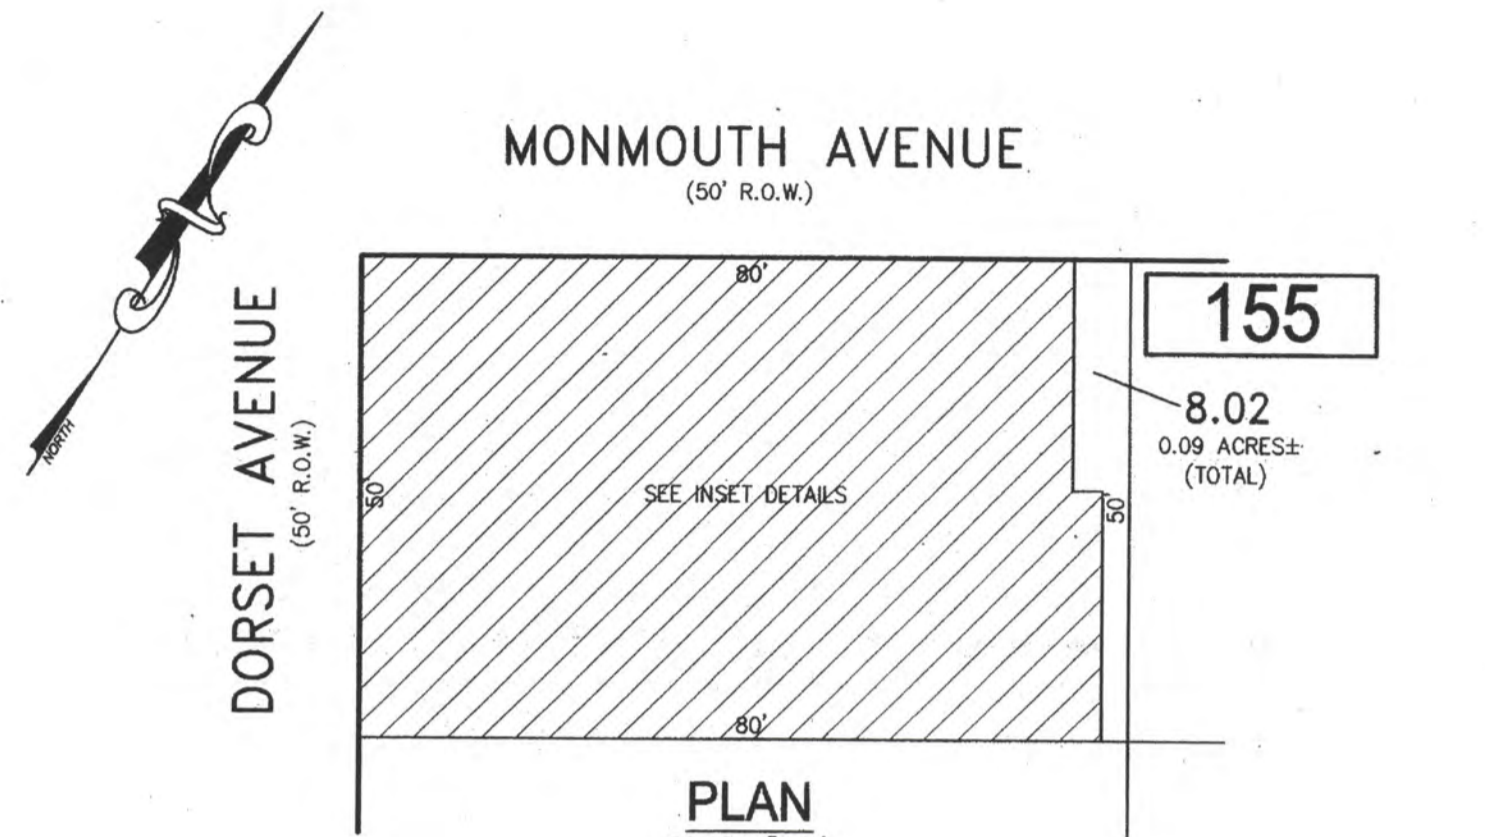 MONMOUTH AVENUE
(50' R.O.W.)
NORTH
DORSET AVENUE
(50' R.O.W.)
80'
155
8.02
0.09 ACRES±
(TOTAL)
50'
SEE INSET DETAILS
50'
80'
PLAN